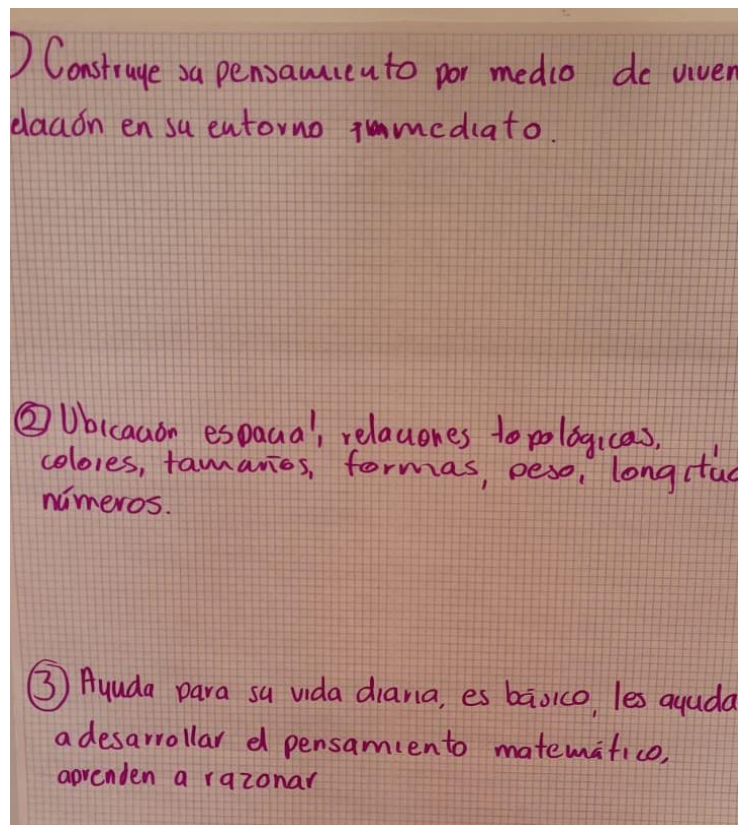 Construye su pensamiento por medio de viven
elación en su entorno inmediato.
② Ubicación espacial, relaciones topológicas,
colores, tamaños, formas, peso, longitud
números.
③ Ayuda para su vida diaria, es básico, les ayuda
a desarrollar el pensamiento matemático,
aprenden a razonar